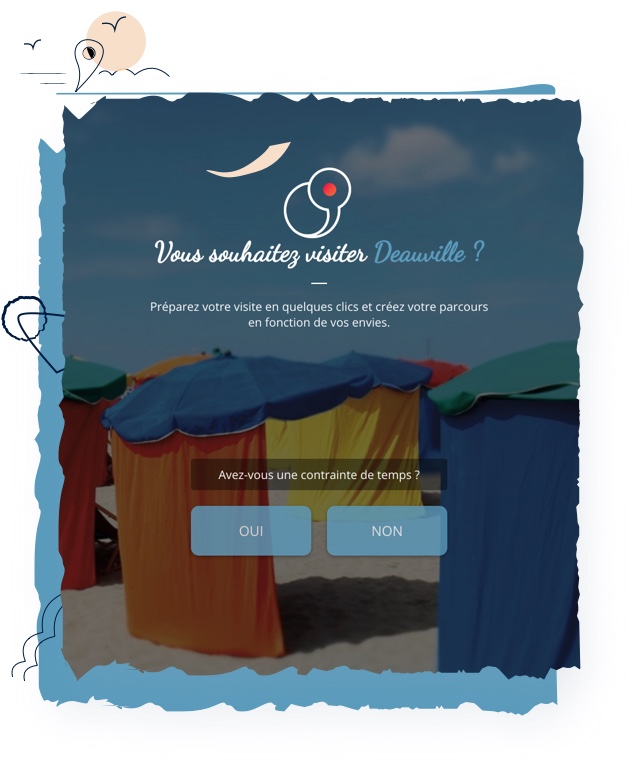 Vous souhaitez visiter Deauville ?
Préparez votre visite en quelques clics et créez votre parcours
en fonction de vos envies.
Avez-vous une contrainte de temps ?
OUI
NON